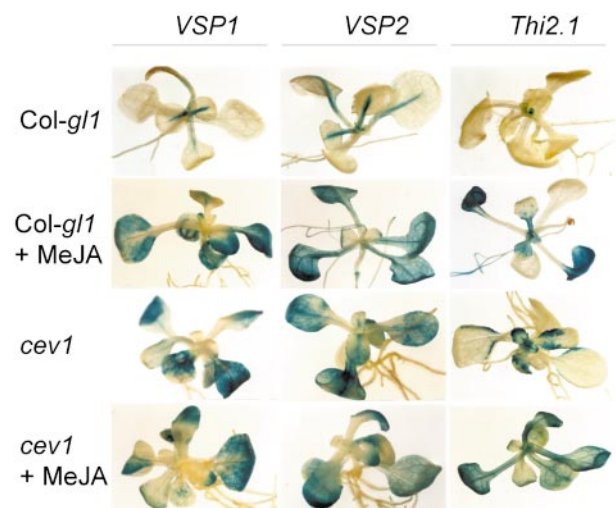 VSP1 VSP2 Thi2.1
Col-gl1
Col-gl1
+ MeJA
cev1
cev1
+ MeJA